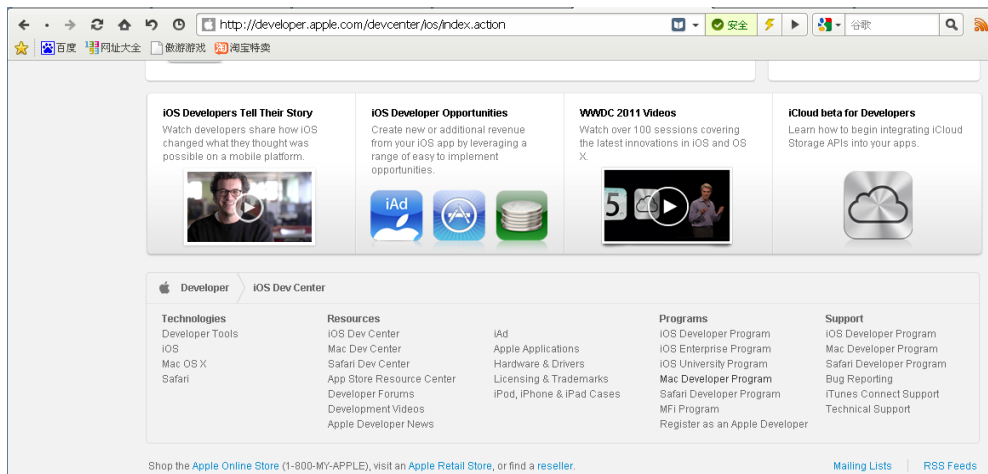 http://developer.apple.com/devcenter/ios/index.action
安全
谷歌
百度 网址大全 傲游游戏 淘宝特卖
iOS Developers Tell Their Story
Watch developers share how iOS
changed what they thought was
possible on a mobile platform.
iOS Developer Opportunities
Create new or additional revenue
from your iOS app by leveraging a
range of easy to implement
opportunities.
iAd
WWDC 2011 Videos
Watch over 100 sessions covering
the latest innovations in iOS and OS
X.
5
iCloud beta for Developers
Learn how to begin integrating iCloud
Storage APIs into your apps.
Developer iOS Dev Center
Technologies
Developer Tools
iOS
Mac OS X
Safari
Resources
iOS Dev Center
Mac Dev Center
Safari Dev Center
App Store Resource Center
Developer Forums
Development Videos
Apple Developer News
iAd
Apple Applications
Hardware & Drivers
Licensing & Trademarks
iPod, iPhone & iPad Cases
Programs
iOS Developer Program
iOS Enterprise Program
iOS University Program
Mac Developer Program
Safari Developer Program
MFi Program
Register as an Apple Developer
Support
iOS Developer Program
Mac Developer Program
Safari Developer Program
Bug Reporting
iTunes Connect Support
Technical Support
Shop the Apple Online Store (1-800-MY-APPLE), visit an Apple Retail Store, or find a reseller.
Mailing Lists RSS Feeds